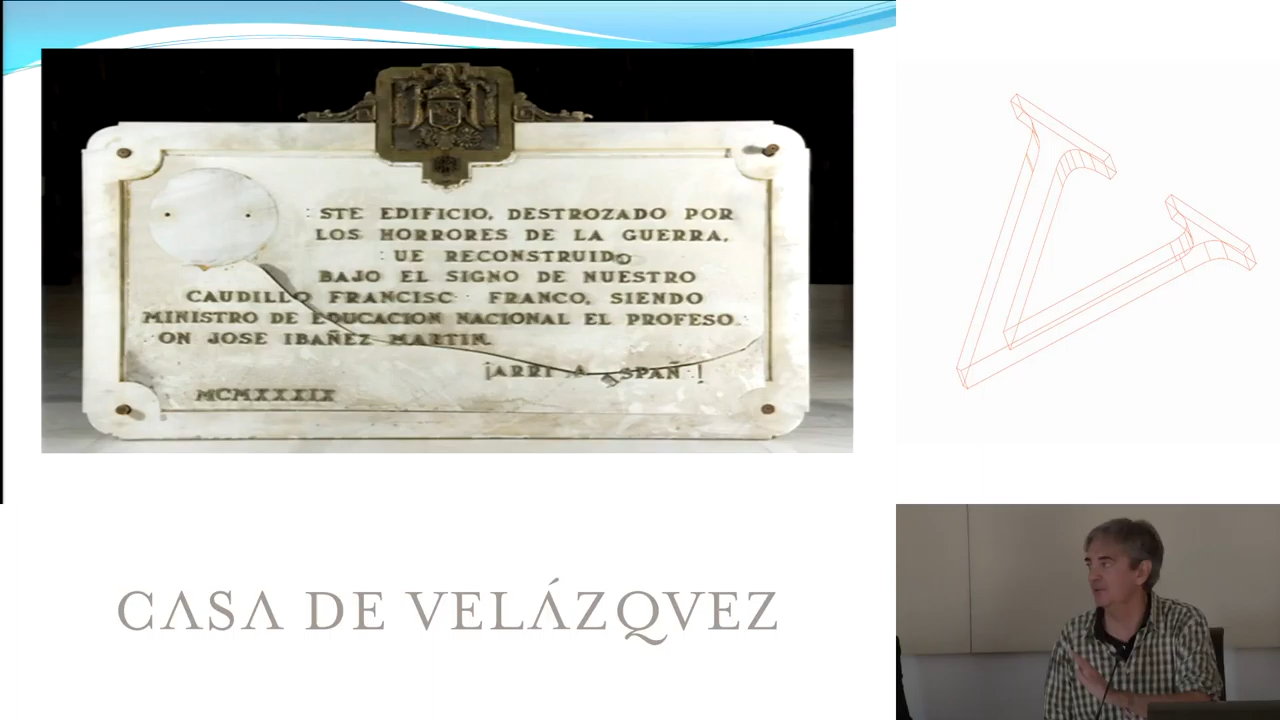 STE EDIFICIO, DESTROZADO POR
LOS HORRORES DE LA GUERRA,
UE RECONSTRUIDO
BAJO EL SIGNO DE NUESTRO
CAUDILLO FRANCISC FRANCO, SIENDO
MINISTRO DE EDUCACION NACIONAL EL PROFESO
ON JOSE IBAÑEZ MARTIN.
¡ARRI A SPAÑ !
MCMXXXIX
CASA DE VELÁZQVEZ